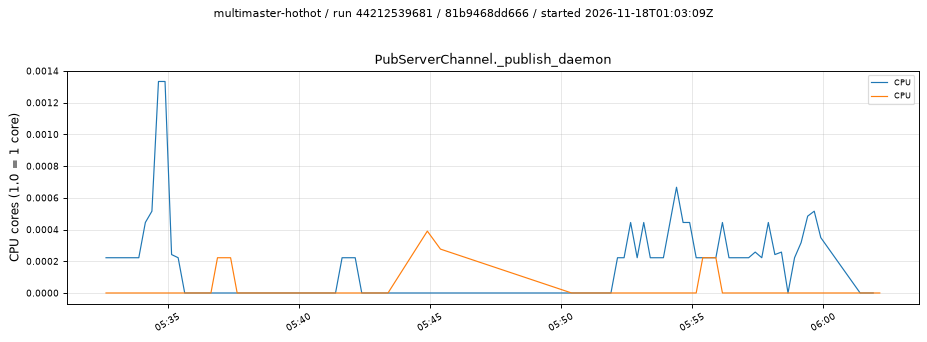 multimaster-hothot / run 44212539681 / 81b9468dd666 / started 2026-11-18T01:03:09Z
PubServerChannel._publish_daemon
CPU
CPU
CPU cores (1.0 = 1 core)
0.0014
0.0012
0.0010
0.0008
0.0006
0.0004
0.0002
0.0000
05:35
05:40
05:45
05:50
05:55
06:00